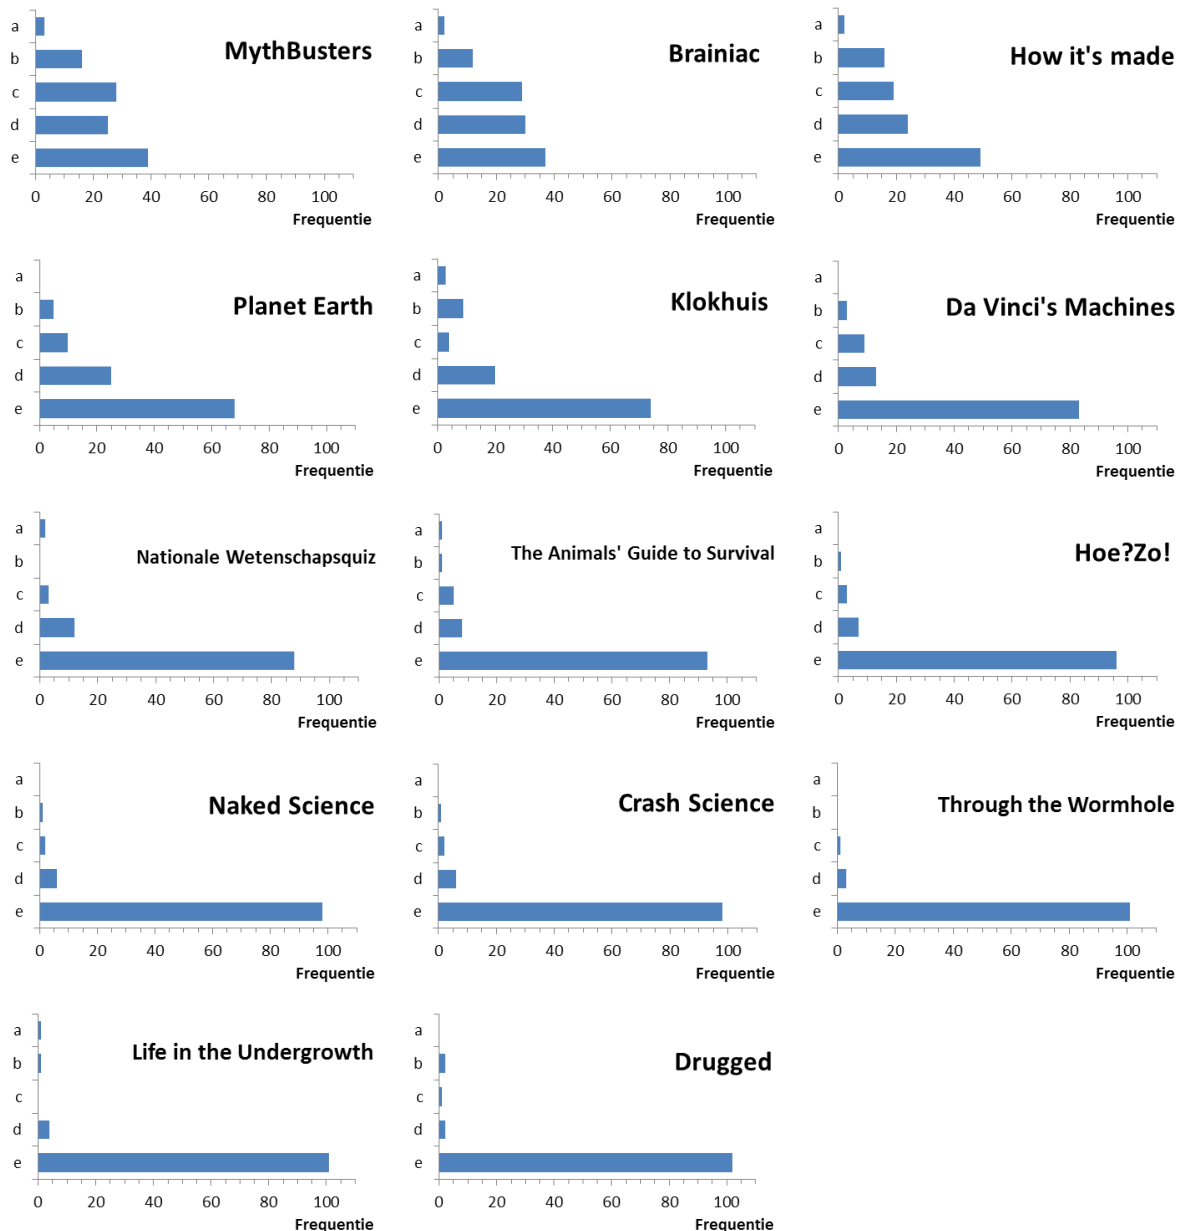 MythBusters
a
b
c
d
e
0 20 40 60 80 100
Frequentie
Brainiac
a
b
c
d
e
0 20 40 60 80 100
Frequentie
How it's made
a
b
c
d
e
0 20 40 60 80 100
Frequentie
Planet Earth
a
b
c
d
e
0 20 40 60 80 100
Frequentie
Klokhuis
a
b
c
d
e
0 20 40 60 80 100
Frequentie
Da Vinci's Machines
a
b
c
d
e
0 20 40 60 80 100
Frequentie
Nationale Wetenschapsquiz
a
b
c
d
e
0 20 40 60 80 100
Frequentie
The Animals' Guide to Survival
a
b
c
d
e
0 20 40 60 80 100
Frequentie
Hoe?Zo!
a
b
c
d
e
0 20 40 60 80 100
Frequentie
Naked Science
a
b
c
d
e
0 20 40 60 80 100
Frequentie
Crash Science
a
b
c
d
e
0 20 40 60 80 100
Frequentie
Through the Wormhole
a
b
c
d
e
0 20 40 60 80 100
Frequentie
Life in the Undergrowth
a
b
c
d
e
0 20 40 60 80 100
Frequentie
Drugged
a
b
c
d
e
0 20 40 60 80 100
Frequentie